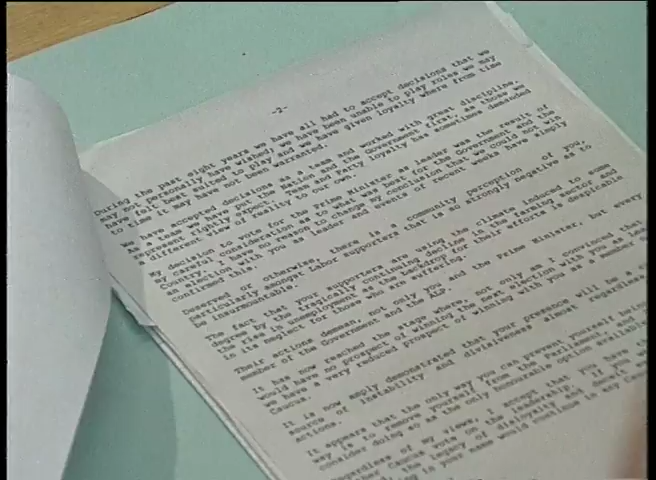 -2-
During the past eight years we have all had to accept decisions that we
may not personally have wished; we have been unable to play roles we may
have felt best suited to play and we have given loyalty where from time
to time it may have not been warranted.
We have accepted decisions as a team and worked with great discipline,
as a team we have put the Nation and the Government first, as those we
represent rightly expect. Team and Party loyalty has sometimes demanded
a different view of reality to our own.
My decision to vote for the Prime Minister as leader was the result of
my careful consideration as to what was best for the Government and the
Country. I have no reason to change my conclusion that we could not win
an election with you as leader and events of recent weeks have simply
confirmed this.
Deserved or otherwise, there is a community perception of you,
particularly amongst Labor supporters that is so strongly negative as to
be insurmountable.
The fact that your supporters are using the climate induced to some
degree by the tragically continuing decline in the farming sector and
the rise in unemployment as the backdrop for their efforts is despicable
in its neglect for those who are suffering.
Their actions demean, not only you and the Prime Minister, but every
member of the Government and the ALP.
It has now reached the stage where, not only am I convinced that
we have no prospect of winning the next election with you as
we have a very reduced prospect of winning with you as a member of
Caucus.
It is now amply demonstrated that your presence will be a
source of instability and divisiveness almost regardless
actions.
It appears that the only way you can prevent yourself being
way is to remove yourself from the Parliament, and
consider doing so as the only honourable option available
Regardless of my views, I accept that you have the
Caucus vote on the leadership. If
the legacy of disloyalty and deceit
in your name would continue in any